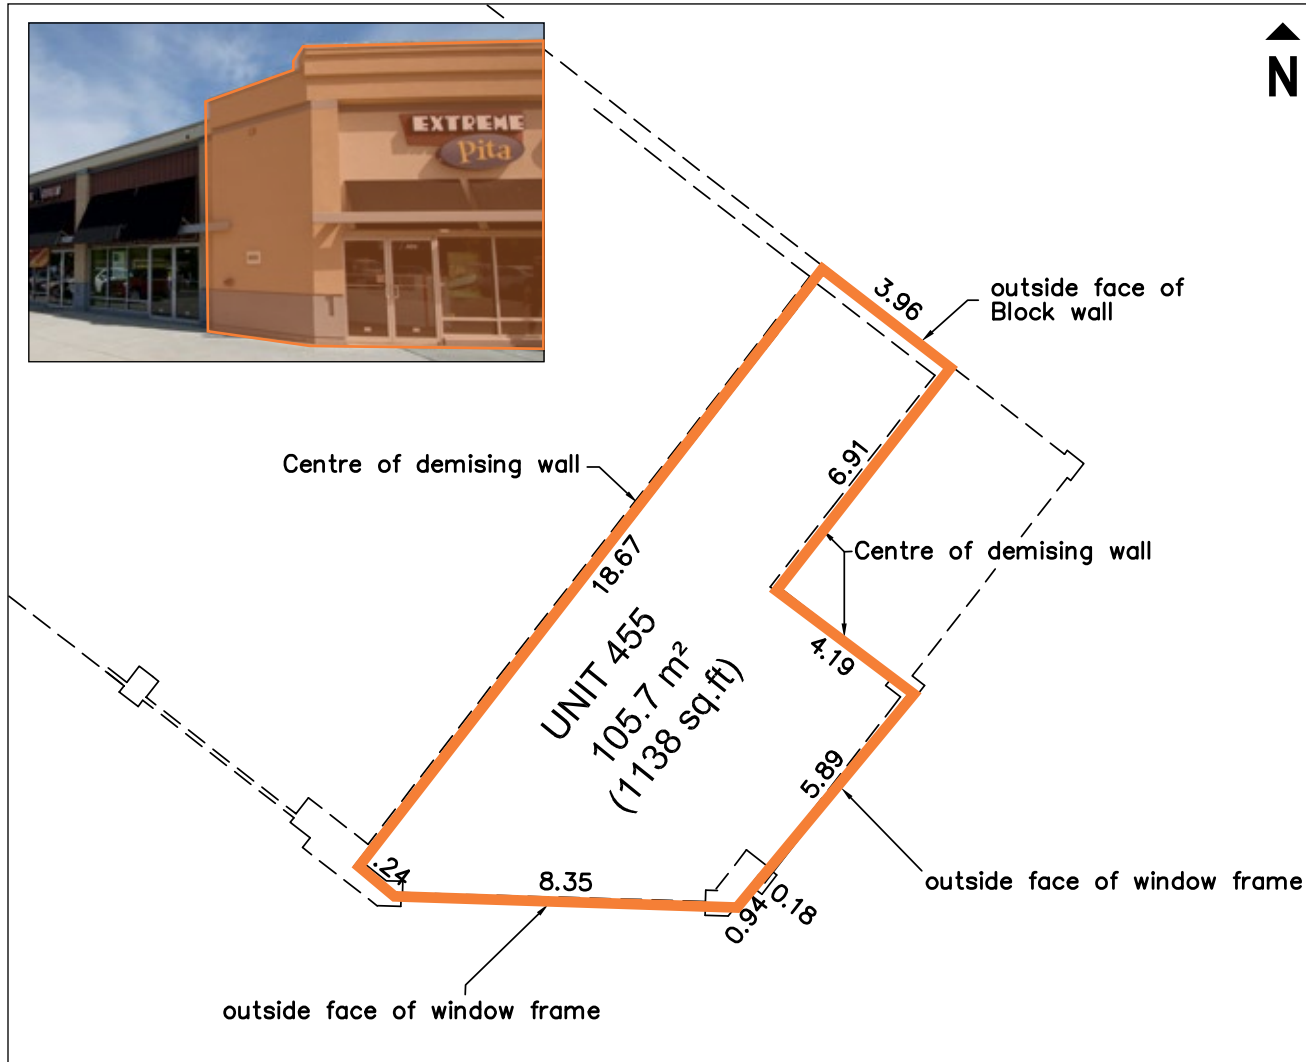 EXTREME
Pita
N
3.96
outside face of
Block wall
6.91
Centre of demising wall
18.67
Centre of demising wall
4.19
UNIT 455
105.7 m²
(1138 sq.ft)
5.89
.24
8.35
0.94
0.18
outside face of window frame
outside face of window frame